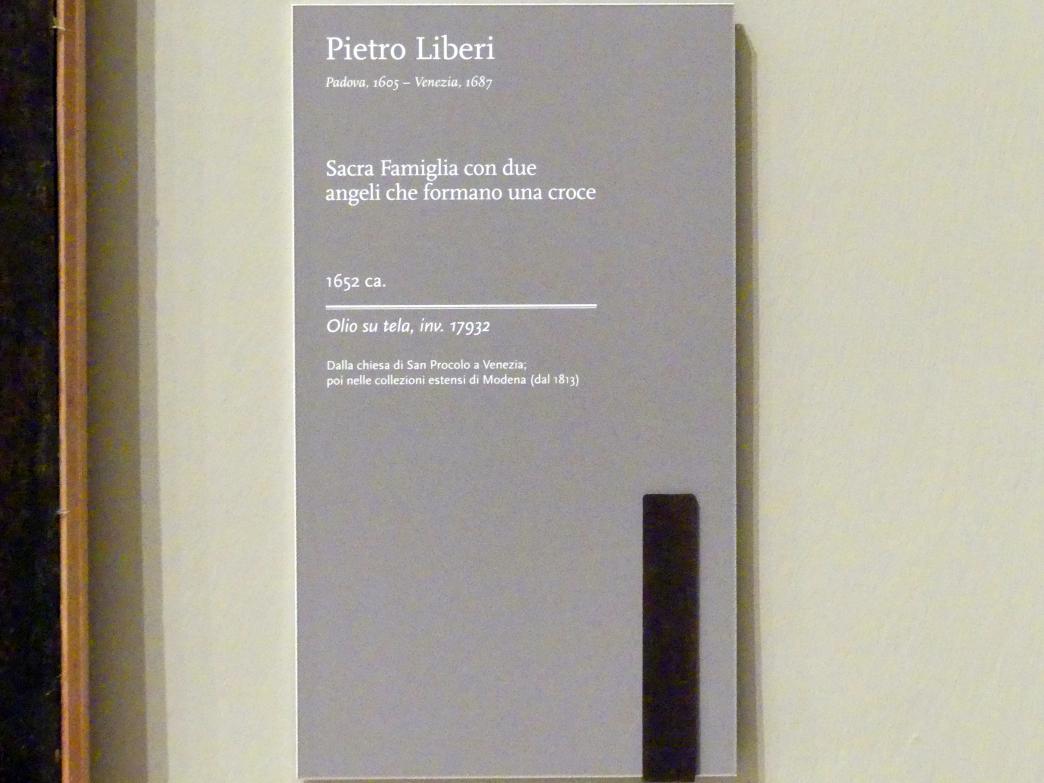 Pietro Liberi
Padova, 1605 – Venezia, 1687
Sacra Famiglia con due
angeli che formano una croce
1652 ca.
Olio su tela, inv. 17932
Dalla chiesa di San Procolo a Venezia;
poi nelle collezioni estensi di Modena (dal 1813)